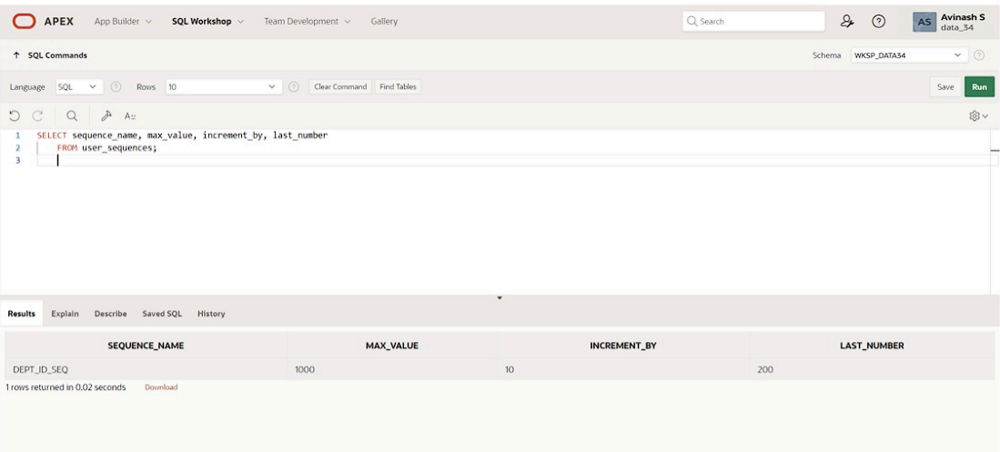 APEX App Builder SQL Workshop Team Development Gallery Search AS Avinash S
data_34
SQL Commands Schema WKSP_DATA34
Language SQL Rows 10 Clear Command Find Tables Save Run
A::
1 SELECT sequence_name, max_value, increment_by, last_number
2 FROM user_sequences;
3
Results Explain Describe Saved SQL History
SEQUENCE_NAME MAX_VALUE INCREMENT_BY LAST_NUMBER
DEPT_ID_SEQ 1000 10 200
1 rows returned in 0.02 seconds Download